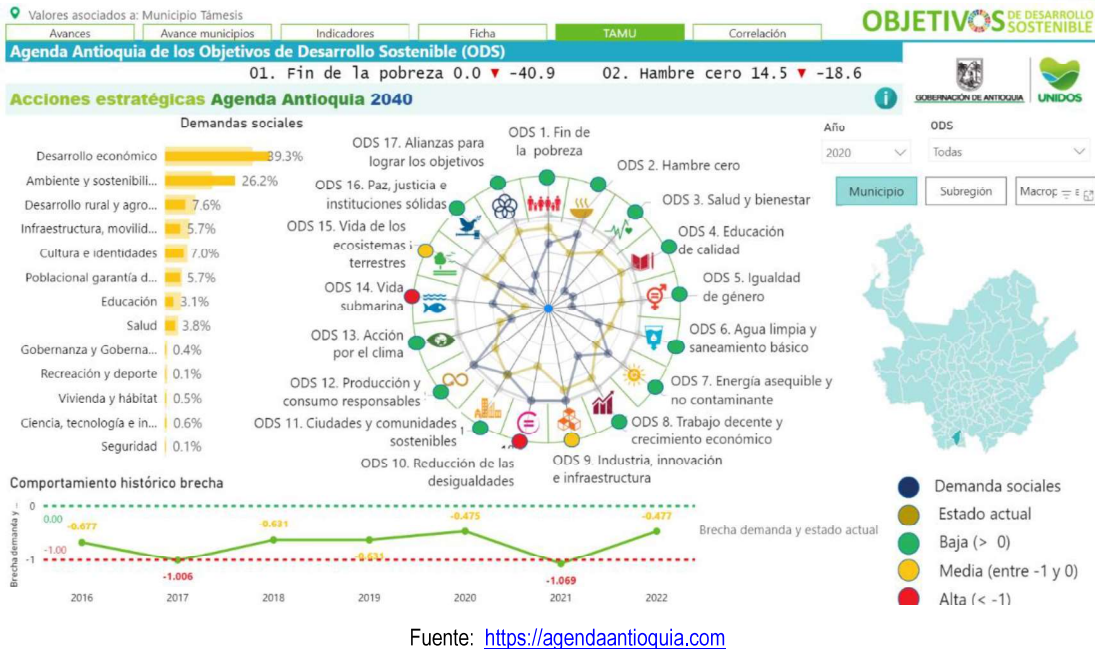 Valores asociados a: Municipio Támesis
OBJETIVOS DE DESARROLLO SOSTENIBLE
Avances
Avance municipios
Indicadores
Ficha
TAMU
Correlación
Agenda Antioquia de los Objetivos de Desarrollo Sostenible (ODS)
01. Fin de la pobreza 0.0 ▼ -40.9 02. Hambre cero 14.5 ▼ -18.6
GOBERNACIÓN DE ANTIOQUIA
UNIDOS
Acciones estratégicas Agenda Antioquia 2040
i
Demandas sociales
Desarrollo económico 39.3%
Ambiente y sostenibili... 26.2%
Desarrollo rural y agro... 7.6%
Infraestructura, movilid... 5.7%
Cultura e identidades 7.0%
Poblacional garantía d... 5.7%
Educación 3.1%
Salud 3.8%
Gobernanza y Goberna... 0.4%
Recreación y deporte 0.1%
Vivienda y hábitat 0.5%
Ciencia, tecnología e in... 0.6%
Seguridad 0.1%
ODS 1. Fin de
la pobreza
ODS 2. Hambre cero
ODS 3. Salud y bienestar
ODS 4. Educación
de calidad
ODS 5. Igualdad
de género
ODS 6. Agua limpia y
saneamiento básico
ODS 7. Energía asequible y
no contaminante
ODS 8. Trabajo decente y
crecimiento económico
ODS 9. Industria, innovación
e infraestructura
ODS 10. Reducción de las
desigualdades
ODS 11. Ciudades y comunidades
sostenibles
ODS 12. Producción y
consumo responsables
ODS 13. Acción
por el clima
ODS 14. Vida
submarina
ODS 15. Vida de los
ecosistemas
terrestres
ODS 16. Paz, justicia e
instituciones sólidas
ODS 17. Alianzas para
lograr los objetivos
Año
2020
ODS
Todas
Municipio
Subregión
Macror
Demanda sociales
Estado actual
Baja (> 0)
Media (entre -1 y 0)
Alta (< -1)
Comportamiento histórico brecha
Brecha demanda y ...
0
-1
0.00
-1.00
-0.677
-1.006
-0.631
-0.631
-0.475
-1.069
-0.477
Brecha demanda y estado actual
2016 2017 2018 2019 2020 2021 2022
Fuente: https://agendaantioquia.com